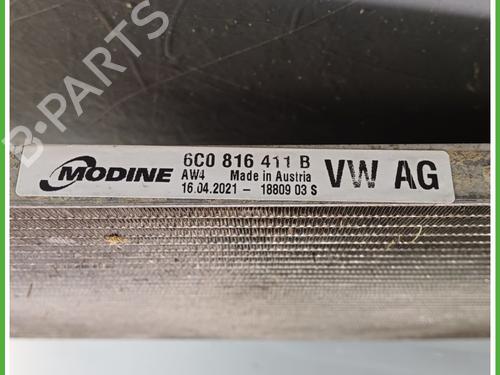 MODINE
6C0 816 411 B
AW4 Made in Austria
16.04.2021 - 18809 03 S
VW AG
B-Parts